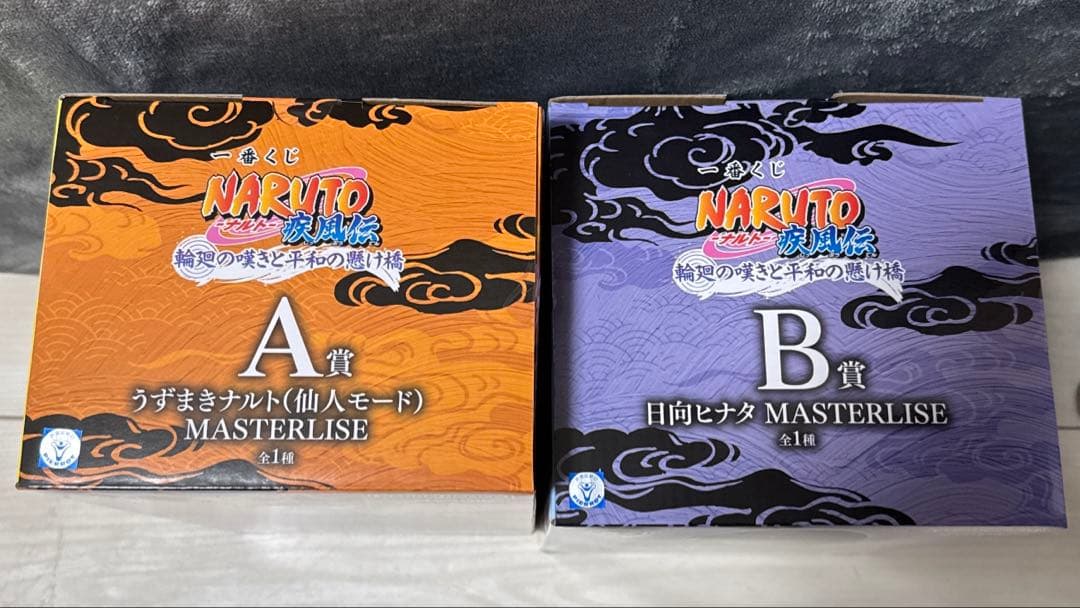 一番くじ
NARUTO
-ナルト-
疾風伝
輪廻の嘆きと平和の懸け橋
A賞
うずまきナルト(仙人モード)
MASTERLISE
全1種
一番くじ
NARUTO
-ナルト-
疾風伝
輪廻の嘆きと平和の懸け橋
B賞
日向ヒナタ MASTERLISE
全1種